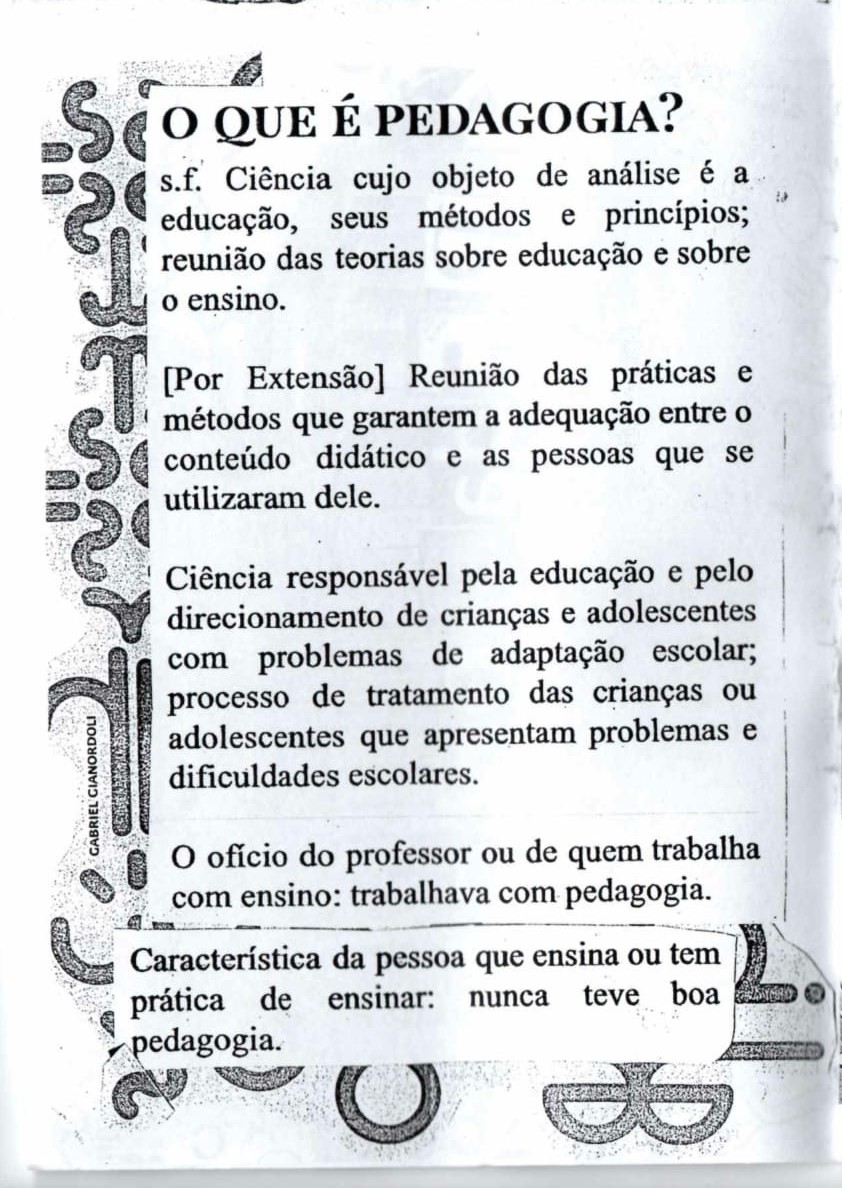 O QUE É PEDAGOGIA?
s.f. Ciência cujo objeto de análise é a
educação, seus métodos e princípios;
reunião das teorias sobre educação e sobre
o ensino.
[Por Extensão] Reunião das práticas e
métodos que garantem a adequação entre o
conteúdo didático e as pessoas que se
utilizaram dele.
Ciência responsável pela educação e pelo
direcionamento de crianças e adolescentes
com problemas de adaptação escolar;
processo de tratamento das crianças ou
adolescentes que apresentam problemas e
dificuldades escolares.
O ofício do professor ou de quem trabalha
com ensino: trabalhava com pedagogia.
Característica da pessoa que ensina ou tem
prática de ensinar: nunca teve boa
pedagogia.
GABRIEL GIANORDOLI